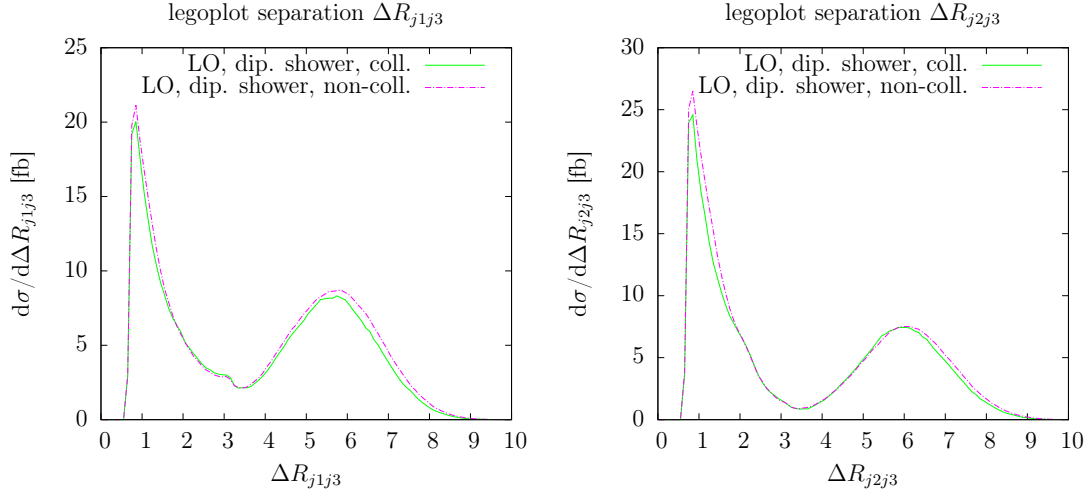 legoplot separation ΔR_{j1j3}
25
20
15
10
5
0
dσ/dΔR_{j1j3} [fb]
LO, dip. shower, coll.
LO, dip. shower, non-coll.
0 1 2 3 4 5 6 7 8 9 10
ΔR_{j1j3}
legoplot separation ΔR_{j2j3}
30
25
20
15
10
5
0
dσ/dΔR_{j2j3} [fb]
LO, dip. shower, coll.
LO, dip. shower, non-coll.
0 1 2 3 4 5 6 7 8 9 10
ΔR_{j2j3}